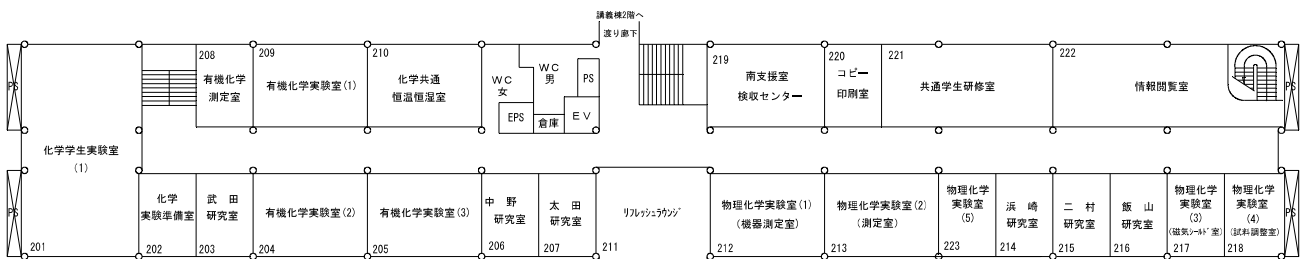 講義棟2階へ
渡り廊下
PS
化学学生実験室
(1)
201
208
有機化学
測定室
209
有機化学実験室(1)
210
化学共通
恒温恒湿室
WC
女
WC
男
PS
EPS
倉庫
EV
219
南支援室
検収センター
220
コピー
印刷室
221
共通学生研修室
222
情報閲覧室
PS
PS
化学
実験準備室
202
武田
研究室
203
有機化学実験室(2)
204
有機化学実験室(3)
205
中野
研究室
206
太田
研究室
207
リフレッシュラウンジ
211
物理化学実験室(1)
(機器測定室)
212
物理化学実験室(2)
(測定室)
213
物理化学
実験室
(5)
223
浜崎
研究室
214
二村
研究室
215
飯山
研究室
216
物理化学
実験室
(3)
(磁気シールド室)
217
物理化学
実験室
(4)
(試料調整室)
218
PS